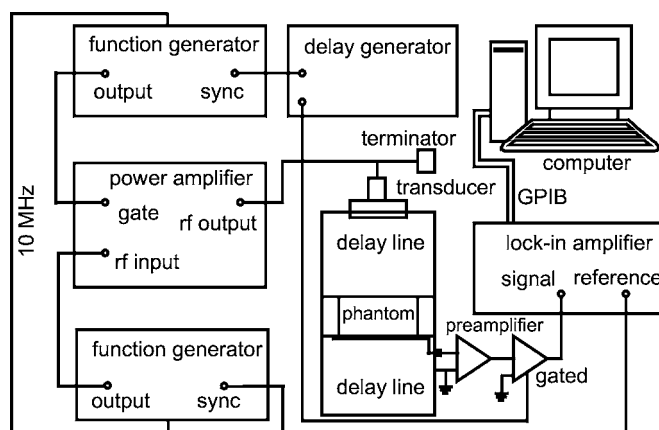 function generator
output
sync
delay generator
terminator
transducer
computer
GPIB
10 MHz
power amplifier
gate
rf output
rf input
delay line
phantom
delay line
preamplifier
gated
lock-in amplifier
signal
reference
function generator
output
sync